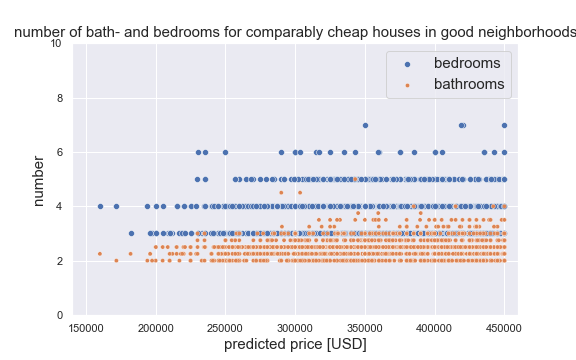 number of bath- and bedrooms for comparably cheap houses in good neighborhoods
10
8
6
4
2
0
number
bedrooms
bathrooms
150000 200000 250000 300000 350000 400000 450000
predicted price [USD]